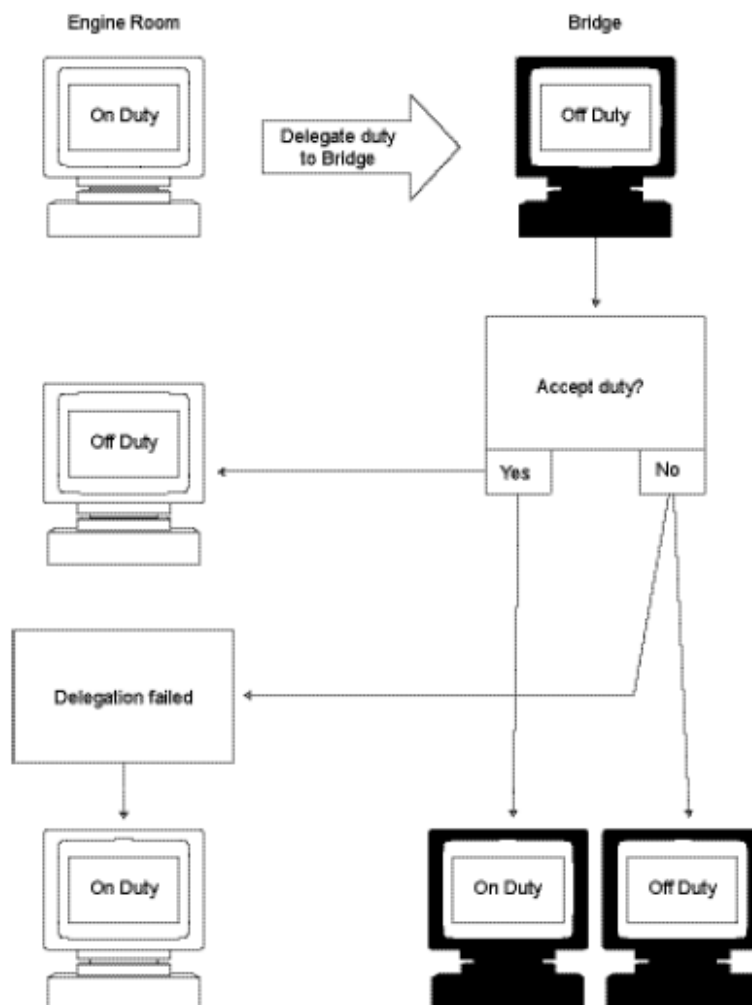 Engine Room
Bridge
On Duty
Delegate duty
to Bridge
Off Duty
Accept duty?
Off Duty
Yes
No
Delegation failed
On Duty
On Duty
Off Duty